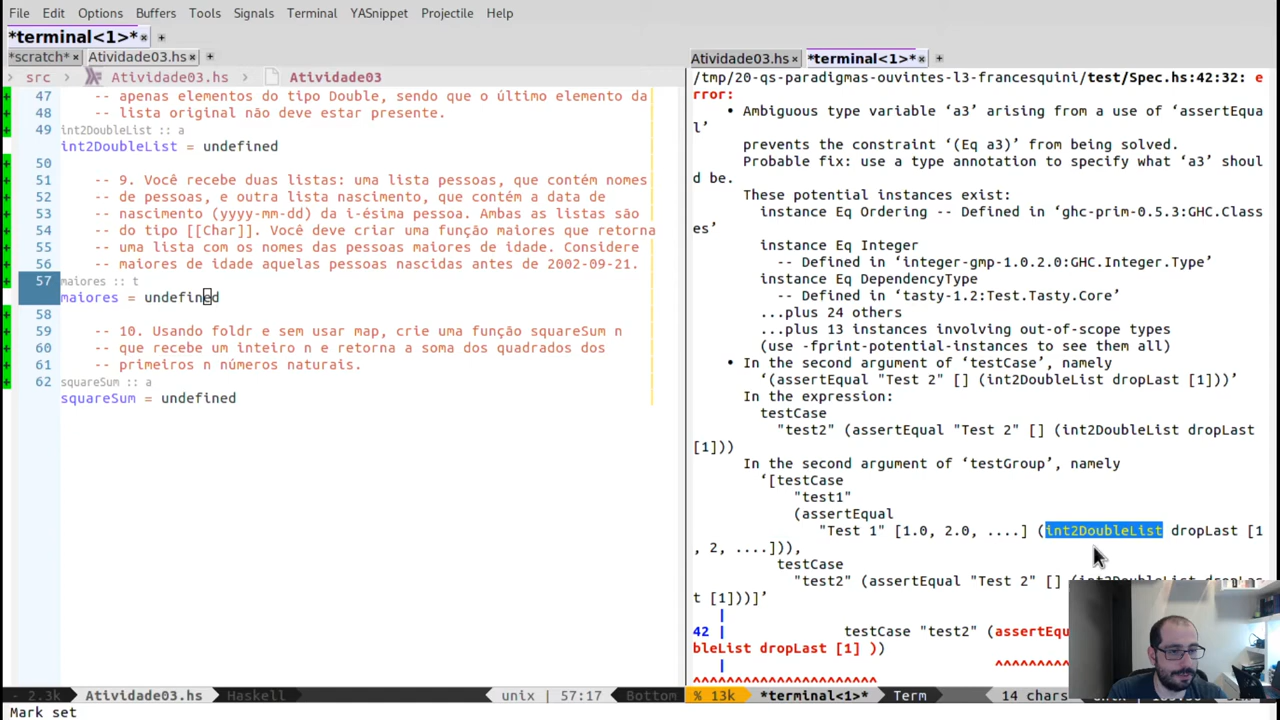 File Edit Options Buffers Tools Signals Terminal YASnippet Projectile Help
*terminal<1>*
*scratch* Atividade03.hs
src Atividade03.hs Atividade03
47 -- apenas elementos do tipo Double, sendo que o último elemento da
48 -- lista original não deve estar presente.
49 int2DoubleList :: a
int2DoubleList = undefined
50
51 -- 9. Você recebe duas listas: uma lista pessoas, que contém nomes
52 -- de pessoas, e outra lista nascimento, que contém a data de
53 -- nascimento (yyyy-mm-dd) da i-ésima pessoa. Ambas as listas são
54 -- do tipo [[Char]]. Você deve criar uma função maiores que retorna
55 -- uma lista com os nomes das pessoas maiores de idade. Considere
56 -- maiores de idade aquelas pessoas nascidas antes de 2002-09-21.
57 maiores :: t
maiores = undefined
58
59 -- 10. Usando foldr e sem usar map, crie uma função squareSum n
60 -- que recebe um inteiro n e retorna a soma dos quadrados dos
61 -- primeiros n números naturais.
62 squareSum :: a
squareSum = undefined
- 2.3k Atividade03.hs Haskell unix | 57:17 Bottom
Mark set
Atividade03.hs *terminal<1>*
/tmp/20-qs-paradigmas-ouvintes-l3-francesquini/test/Spec.hs:42:32: e
rror:
• Ambiguous type variable ‘a3’ arising from a use of ‘assertEqua
l’
prevents the constraint ‘(Eq a3)’ from being solved.
Probable fix: use a type annotation to specify what ‘a3’ shoul
d be.
These potential instances exist:
instance Eq Ordering -- Defined in ‘ghc-prim-0.5.3:GHC.Class
es’
instance Eq Integer
-- Defined in ‘integer-gmp-1.0.2.0:GHC.Integer.Type’
instance Eq DependencyType
-- Defined in ‘tasty-1.2:Test.Tasty.Core’
...plus 24 others
...plus 13 instances involving out-of-scope types
(use -fprint-potential-instances to see them all)
• In the second argument of ‘testCase’, namely
‘(assertEqual "Test 2" [] (int2DoubleList dropLast [1]))’
In the expression:
testCase
"test2" (assertEqual "Test 2" [] (int2DoubleList dropLast
[1]))
In the second argument of ‘testGroup’, namely
‘[testCase
"test1"
(assertEqual
"Test 1" [1.0, 2.0, ....] (int2DoubleList dropLast [1
, 2, ....])),
testCase
"test2" (assertEqual "Test 2" [] (int2DoubleList
t [1]))]’
|
42 | testCase "test2" (assertEqu
bleList dropLast [1] ))
| ^^^^^^^^^
^^^^^^^^^^^^^^^^^^^^^^
% 13k *terminal<1>* Term 14 chars